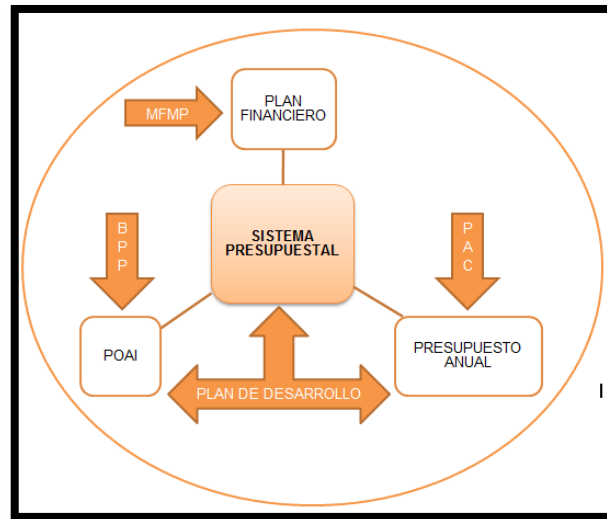 PLAN
FINANCIERO
MFMP
SISTEMA
PRESUPUESTAL
B
P
P
P
A
C
POAI
PRESUPUESTO
ANUAL
PLAN DE DESARROLLO
I